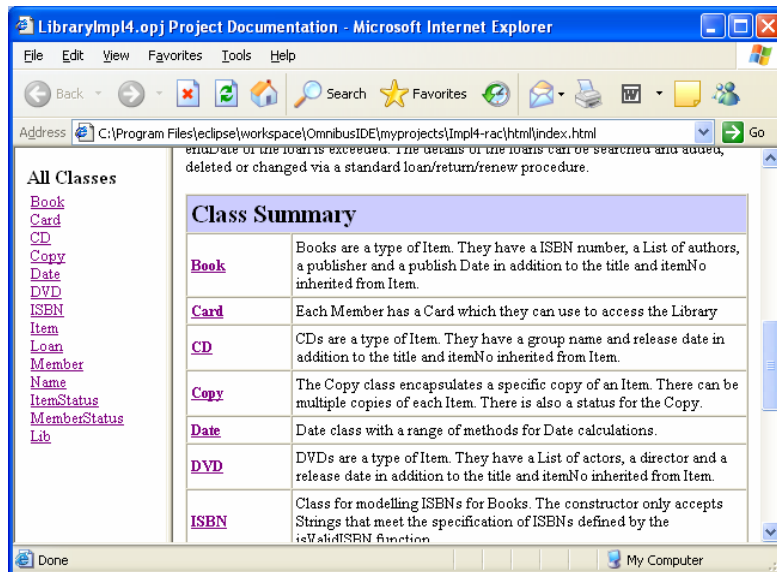 LibraryImpl4.opj Project Documentation - Microsoft Internet Explorer
File Edit View Favorites Tools Help
Back Search Favorites
Address C:\Program Files\eclipse\workspace\OmnibusIDE\myprojects\Impl4-rac\html\index.html Go
All Classes
Book
Card
CD
Copy
Date
DVD
ISBN
Item
Loan
Member
Name
ItemStatus
MemberStatus
Lib
endDate of the loan is exceeded. The details of the loans can be searched and added,
deleted or changed via a standard loan/return/renew procedure.
Class Summary
Book
Books are a type of Item. They have a ISBN number, a List of authors,
a publisher and a publish Date in addition to the title and itemNo
inherited from Item.
Card
Each Member has a Card which they can use to access the Library
CD
CDs are a type of Item. They have a group name and release date in
addition to the title and itemNo inherited from Item.
Copy
The Copy class encapsulates a specific copy of an Item. There can be
multiple copies of each Item. There is also a status for the Copy.
Date
Date class with a range of methods for Date calculations.
DVD
DVDs are a type of Item. They have a List of actors, a director and a
release date in addition to the title and itemNo inherited from Item.
ISBN
Class for modelling ISBNs for Books. The constructor only accepts
Strings that meet the specification of ISBNs defined by the
isValidISBN function
Done
My Computer